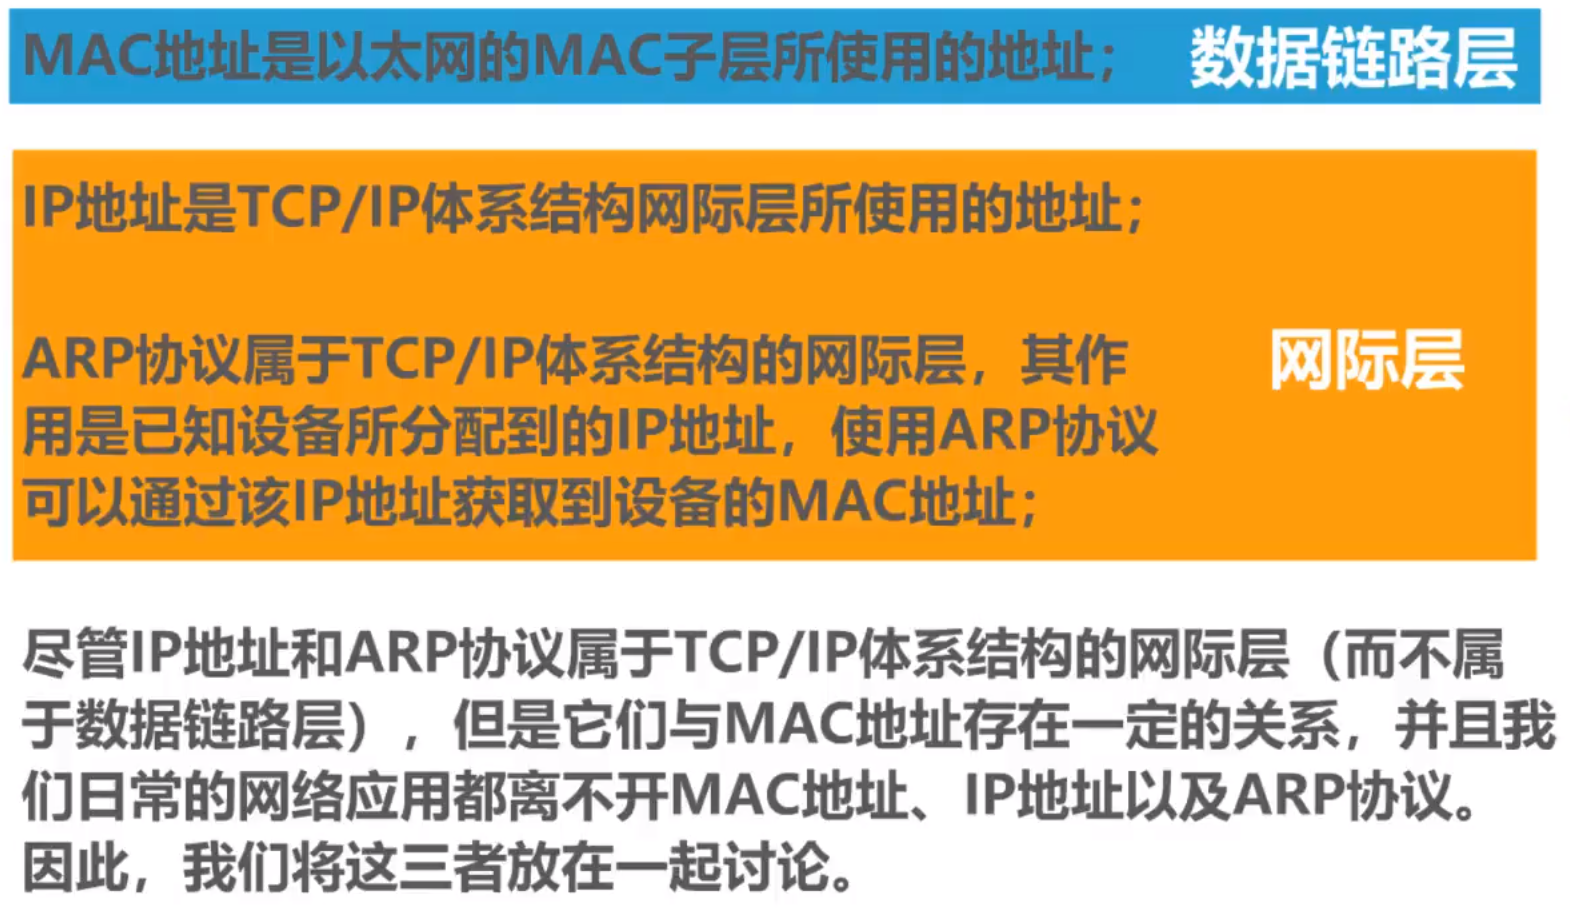 MAC地址是以太网的MAC子层所使用的地址；
数据链路层
IP地址是TCP/IP体系结构网际层所使用的地址；
ARP协议属于TCP/IP体系结构的网际层，其作
用是已知设备所分配到的IP地址，使用ARP协议
可以通过该IP地址获取到设备的MAC地址；
网际层
尽管IP地址和ARP协议属于TCP/IP体系结构的网际层（而不属
于数据链路层），但是它们与MAC地址存在一定的关系，并且我
们日常的网络应用都离不开MAC地址、IP地址以及ARP协议。
因此，我们将这三者放在一起讨论。